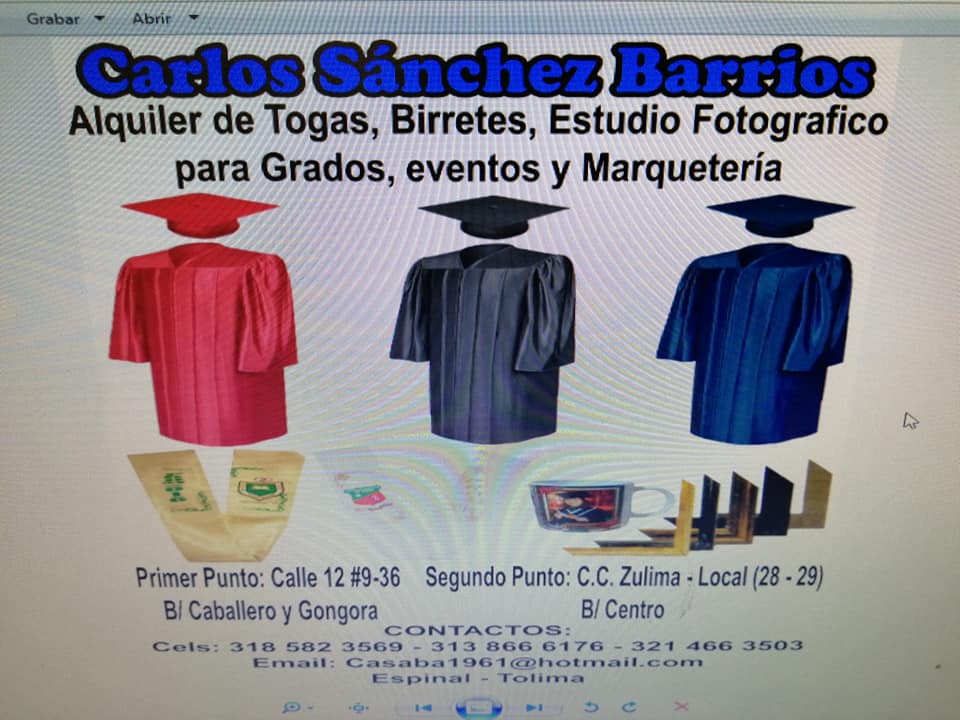 Grabar Abrir
Carlos Sánchez Barrios
Alquiler de Togas, Birretes, Estudio Fotografico
para Grados, eventos y Marquetería
Primer Punto: Calle 12 #9-36 Segundo Punto: C.C. Zulima - Local (28 - 29)
B/ Caballero y Gongora B/ Centro
CONTACTOS:
Cels: 318 582 3569 - 313 866 6176 - 321 466 3503
Email: Casaba1961@hotmail.com
Espinal - Tolima